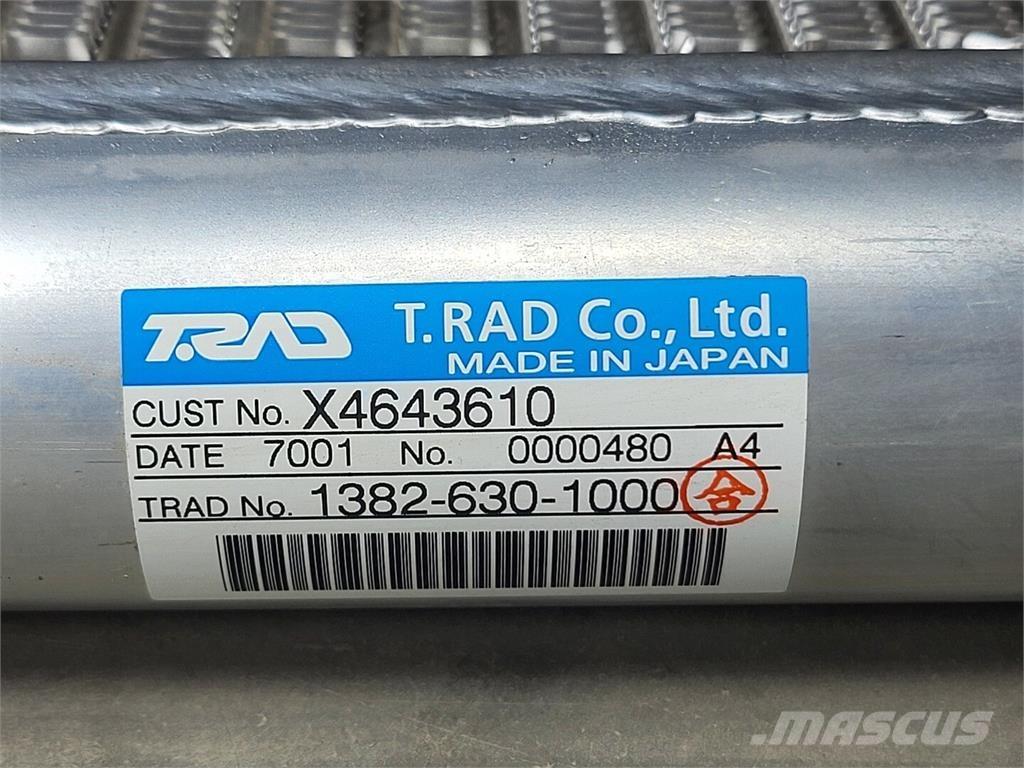 T.RAD T.RAD Co., Ltd.
MADE IN JAPAN
CUST No. X4643610
DATE 7001 No. 0000480 A4
TRAD No. 1382-630-1000 合
MASCUS